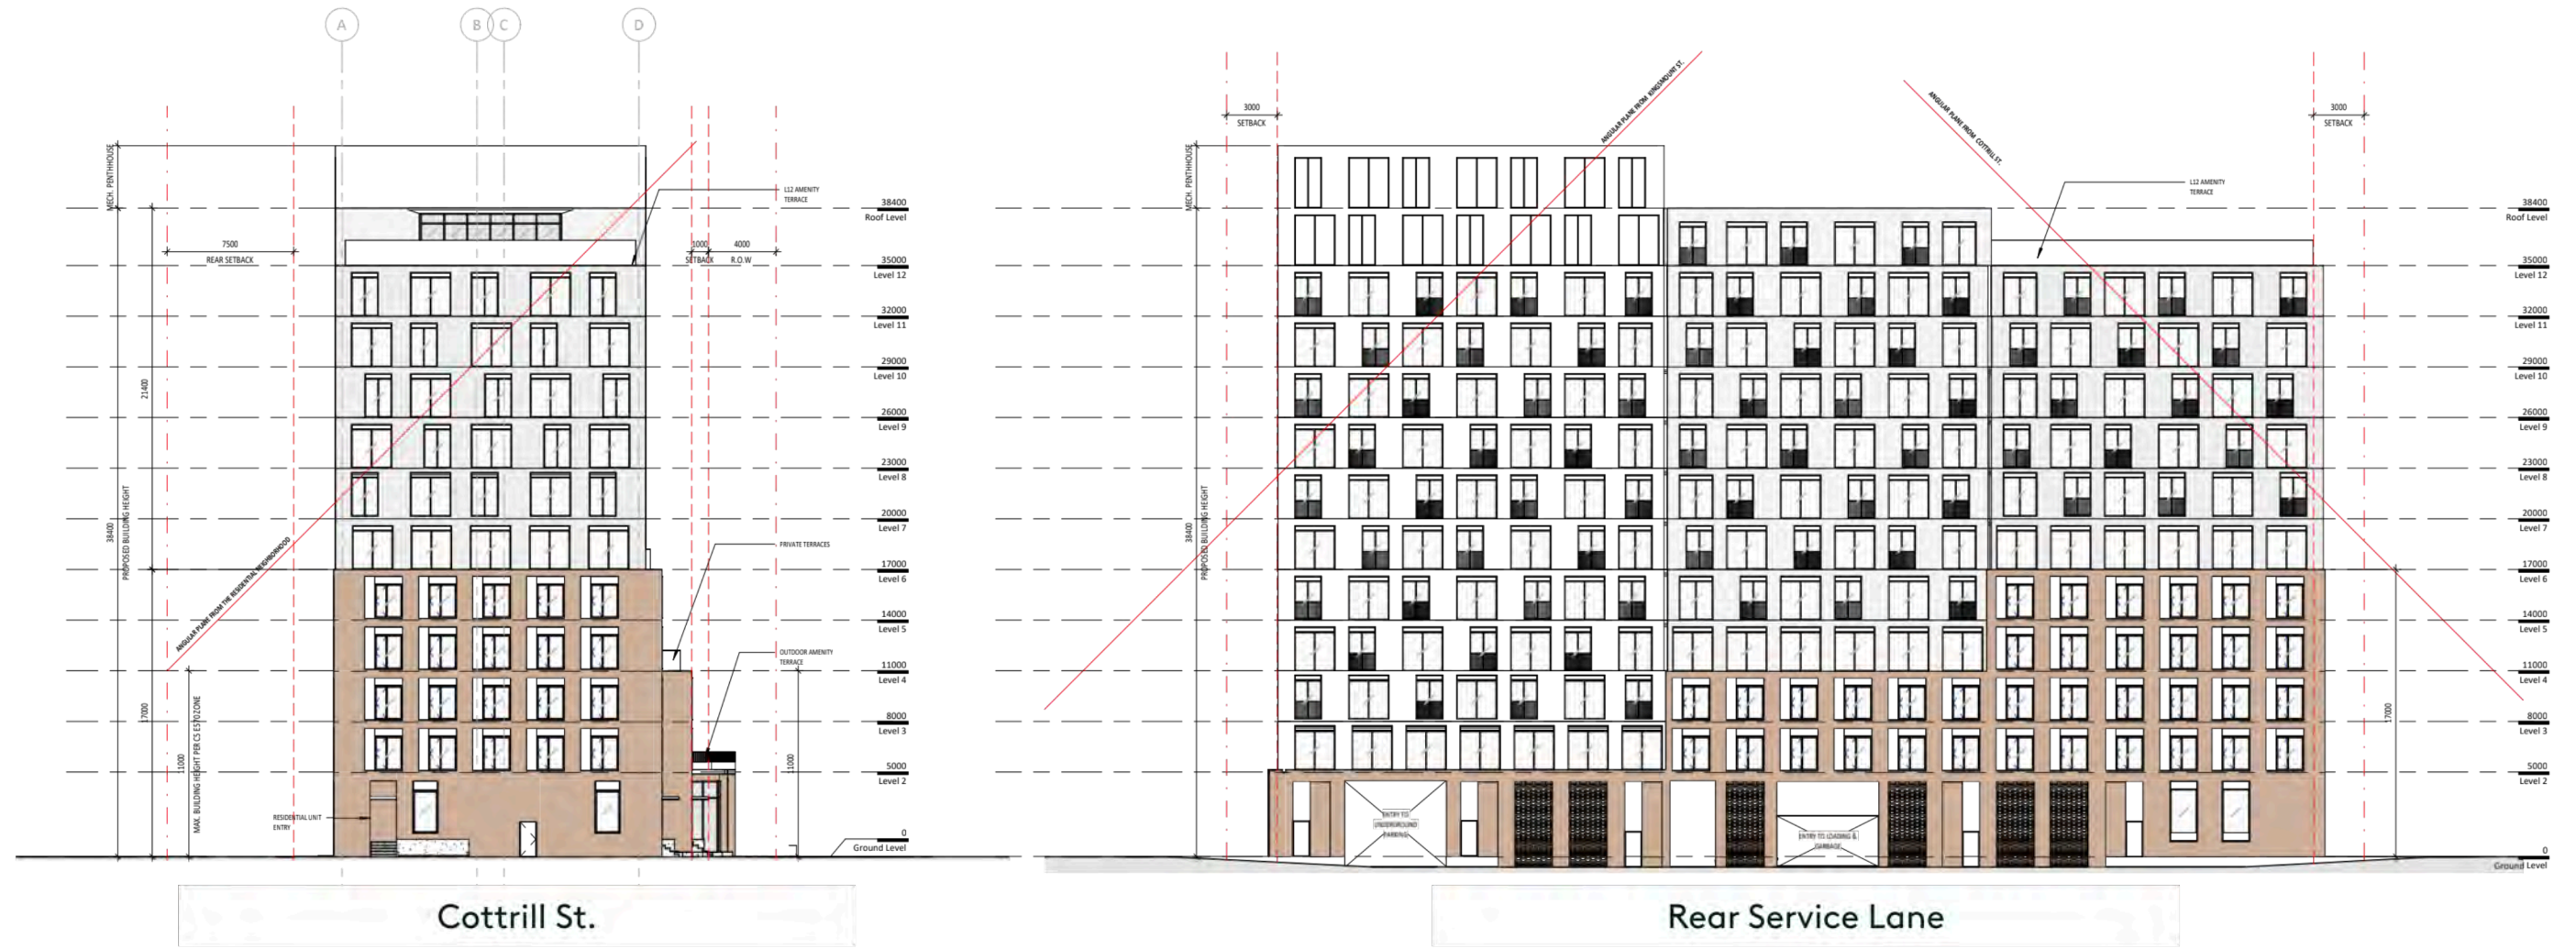 A
B
C
D
MECH. PENTHHOUSE
7500
REAR SETBACK
1000
SETBACK
4000
R.O.W
L12 AMENITY
TERRACE
38400
Roof Level
35000
Level 12
32000
Level 11
29000
Level 10
26000
Level 9
23000
Level 8
20000
Level 7
17000
Level 6
14000
Level 5
11000
Level 4
8000
Level 3
5000
Level 2
0
Ground Level
21400
38400
PROPOSED BUILDING HEIGHT
17000
11000
MAX. BUILDING HEIGHT PER CS E5
ZONE
ANGULAR PLANE FROM THE RESIDENTIAL NEIGHBORHOOD
PRIVATE TERRACES
OUTDOOR AMENITY
TERRACE
11000
RESIDENTIAL UNIT
ENTRY
Cottrill St.
3000
SETBACK
MECH. PENTHHOUSE
38400
PROPOSED BUILDING HEIGHT
ANGULAR PLANE FROM KINGSMOUNT ST.
ANGULAR PLANE FROM COTTRILL ST.
3000
SETBACK
L12 AMENITY
TERRACE
38400
Roof Level
35000
Level 12
32000
Level 11
29000
Level 10
26000
Level 9
23000
Level 8
20000
Level 7
17000
Level 6
14000
Level 5
11000
Level 4
8000
Level 3
5000
Level 2
0
Ground Level
17000
ENTRY TO
UNDERGROUND
PARKING
ENTRY TO LOADING &
GARBAGE
Rear Service Lane